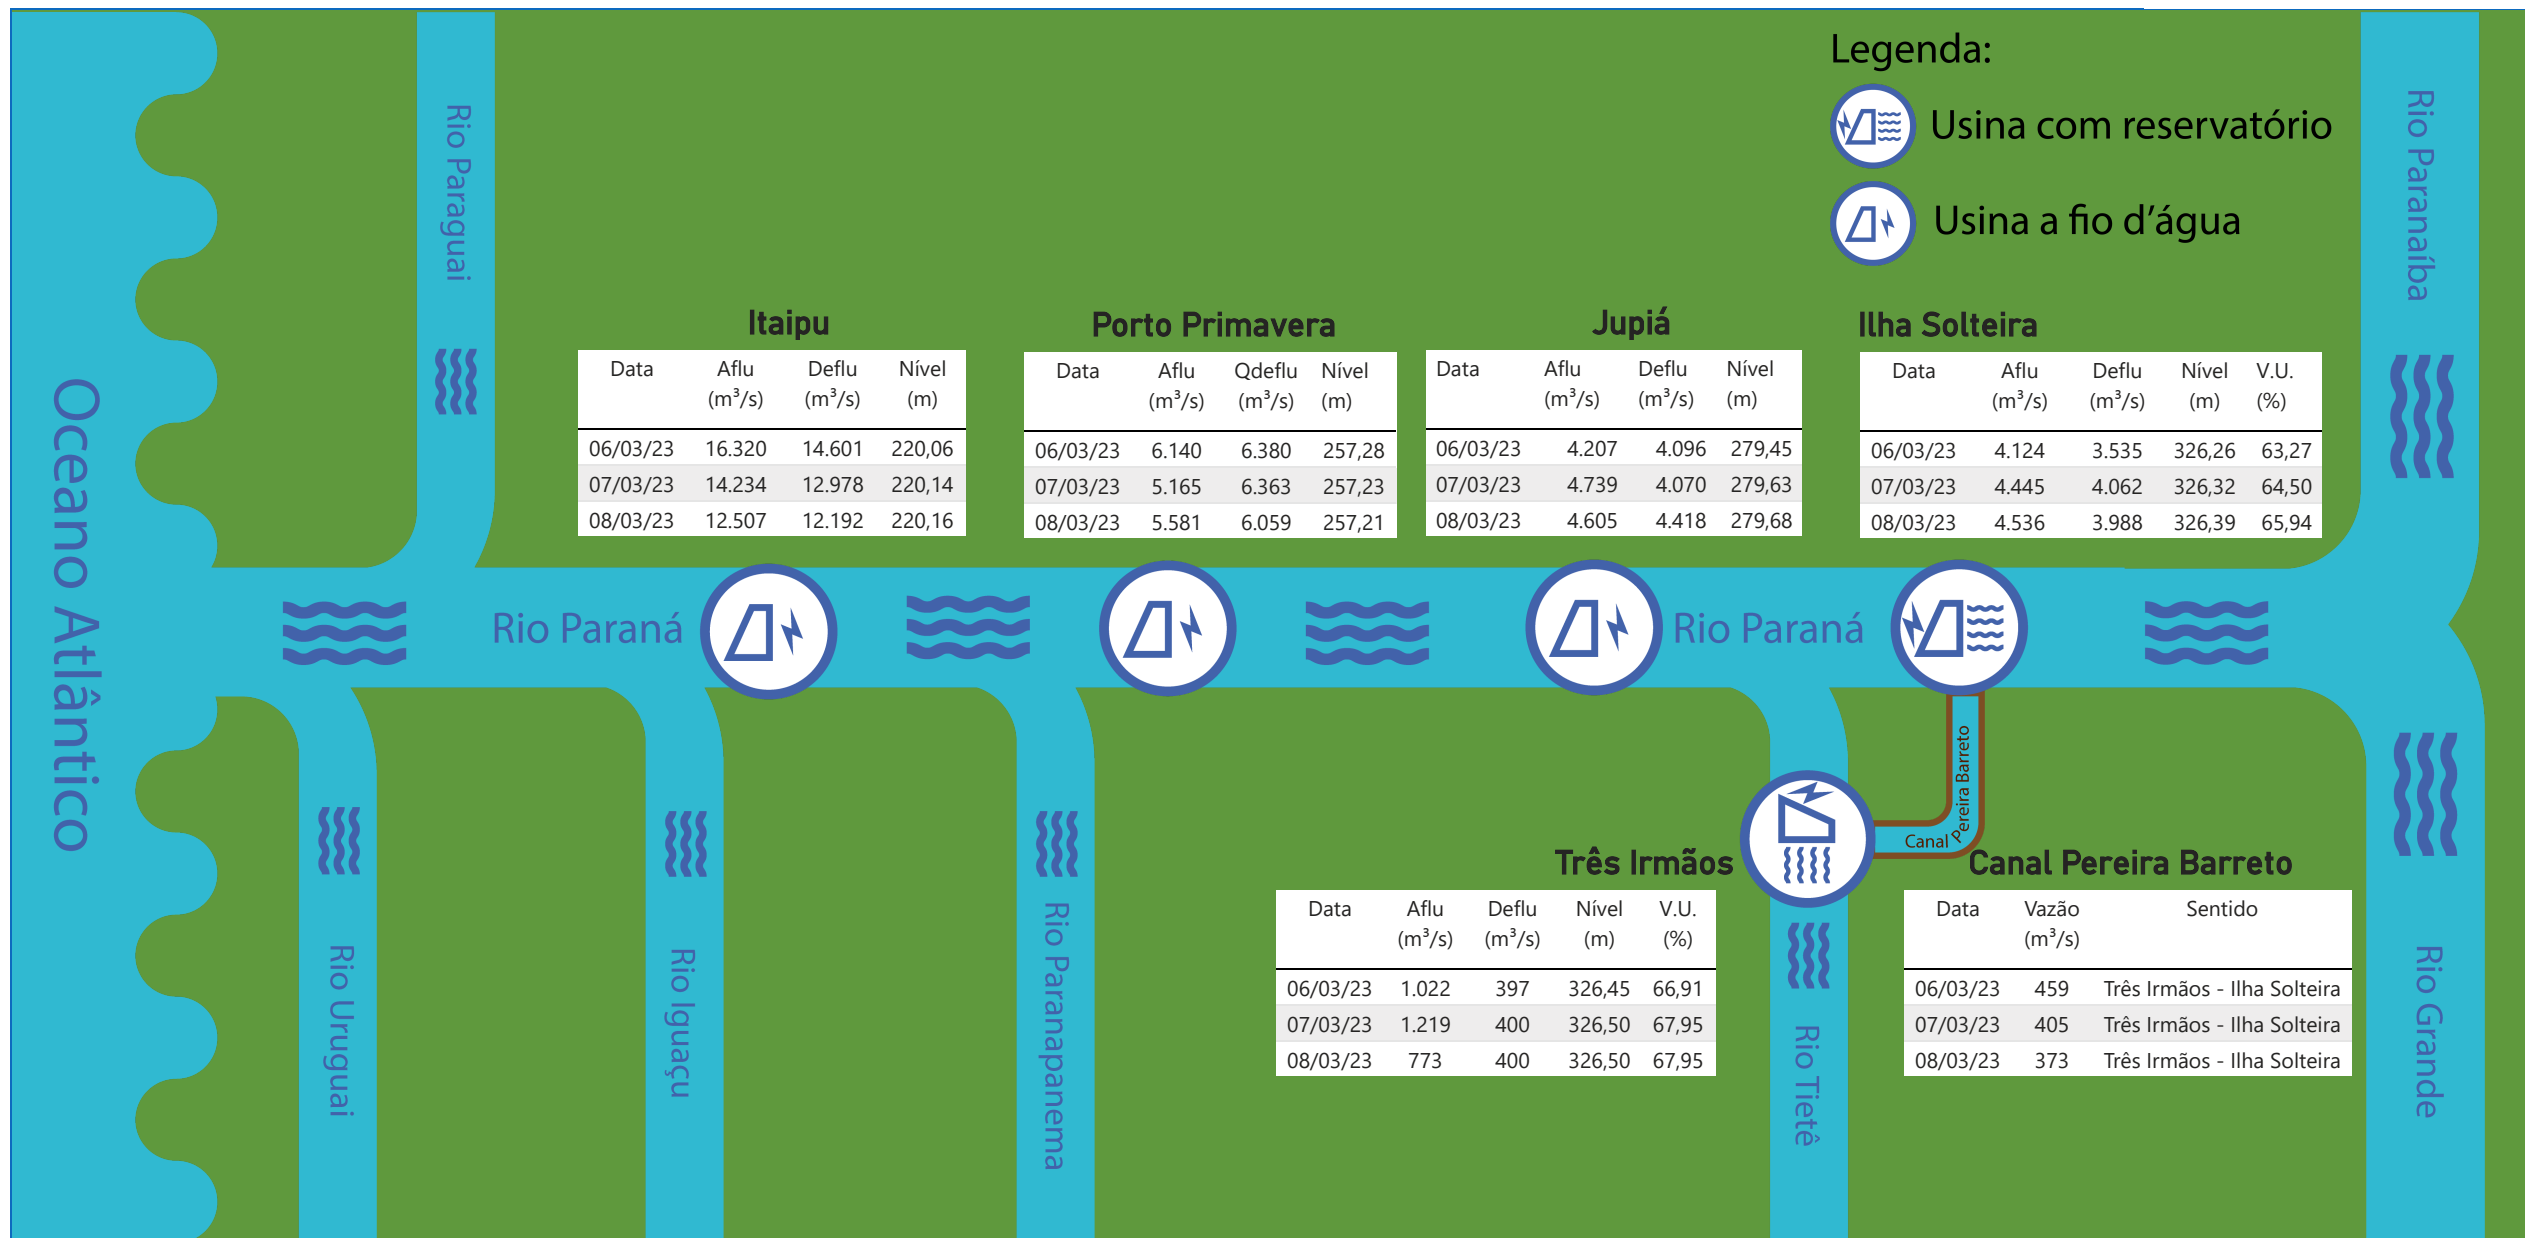 Legenda:
Usina com reservatório
Usina a fio d'água
Rio Paraguai
Rio Paranaíba
Oceano Atlântico
Itaipu
Data Aflu Deflu Nível
(m³/s) (m³/s) (m)
06/03/23 16.320 14.601 220,06
07/03/23 14.234 12.978 220,14
08/03/23 12.507 12.192 220,16
Porto Primavera
Data Aflu Qdeflu Nível
(m³/s) (m³/s) (m)
06/03/23 6.140 6.380 257,28
07/03/23 5.165 6.363 257,23
08/03/23 5.581 6.059 257,21
Jupiá
Data Aflu Deflu Nível
(m³/s) (m³/s) (m)
06/03/23 4.207 4.096 279,45
07/03/23 4.739 4.070 279,63
08/03/23 4.605 4.418 279,68
Ilha Solteira
Data Aflu Deflu Nível V.U.
(m³/s) (m³/s) (m) (%)
06/03/23 4.124 3.535 326,26 63,27
07/03/23 4.445 4.062 326,32 64,50
08/03/23 4.536 3.988 326,39 65,94
Rio Paraná
Rio Paraná
Canal Pereira Barreto
Três Irmãos
Data Aflu Deflu Nível V.U.
(m³/s) (m³/s) (m) (%)
06/03/23 1.022 397 326,45 66,91
07/03/23 1.219 400 326,50 67,95
08/03/23 773 400 326,50 67,95
Canal Pereira Barreto
Data Vazão Sentido
(m³/s)
06/03/23 459 Três Irmãos - Ilha Solteira
07/03/23 405 Três Irmãos - Ilha Solteira
08/03/23 373 Três Irmãos - Ilha Solteira
Rio Uruguai
Rio Iguaçu
Rio Paranapanema
Rio Tietê
Rio Grande